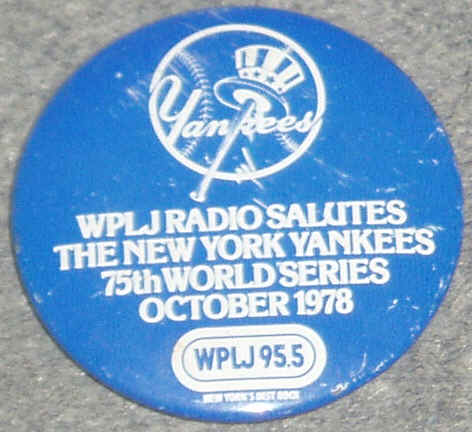 Yankees
WPLJ RADIO SALUTES
THE NEW YORK YANKEES
75th WORLD SERIES
OCTOBER 1978
WPLJ 95.5
NEW YORK'S BEST ROCK